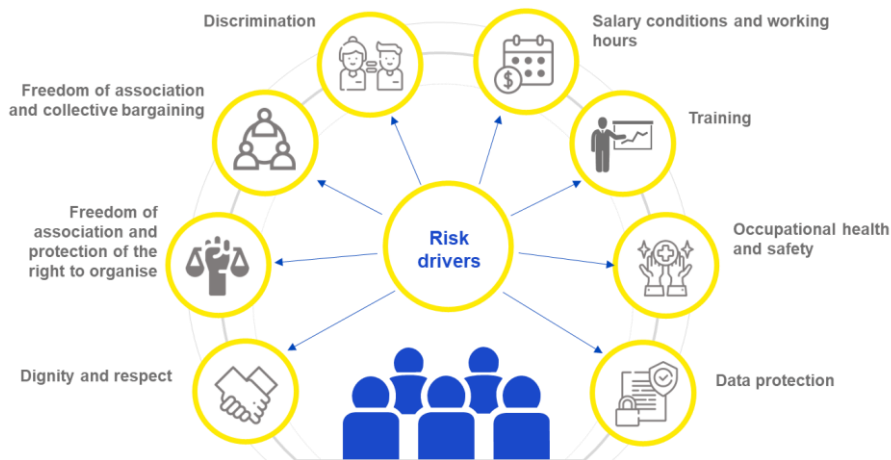 Discrimination
Salary conditions and working
hours
Freedom of association
and collective bargaining
Training
Freedom of
association and
protection of the
right to organise
Risk
drivers
Occupational health
and safety
Dignity and respect
Data protection
$